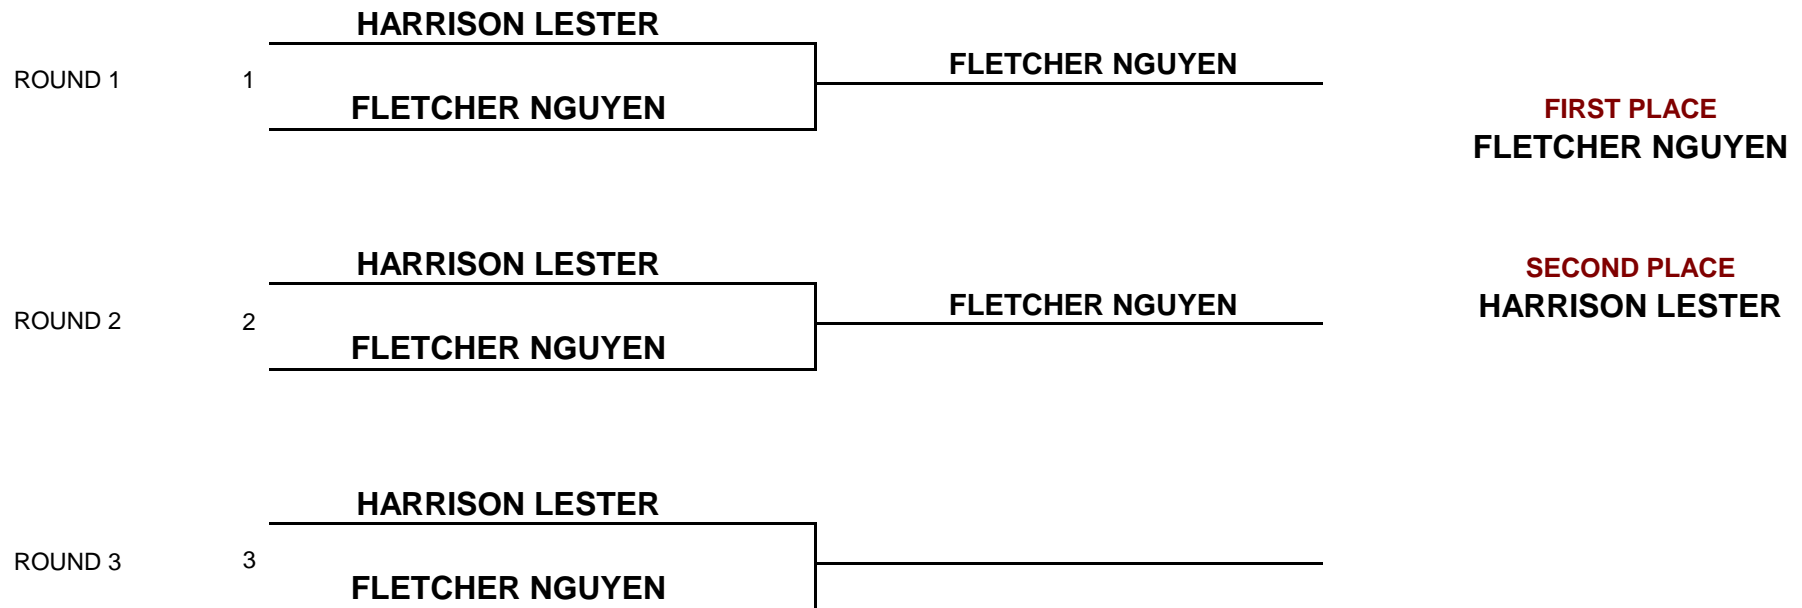 HARRISON LESTER
ROUND 1 1 FLETCHER NGUYEN
FLETCHER NGUYEN
FIRST PLACE
FLETCHER NGUYEN
HARRISON LESTER
ROUND 2 2 FLETCHER NGUYEN
FLETCHER NGUYEN
SECOND PLACE
HARRISON LESTER
HARRISON LESTER
ROUND 3 3
FLETCHER NGUYEN